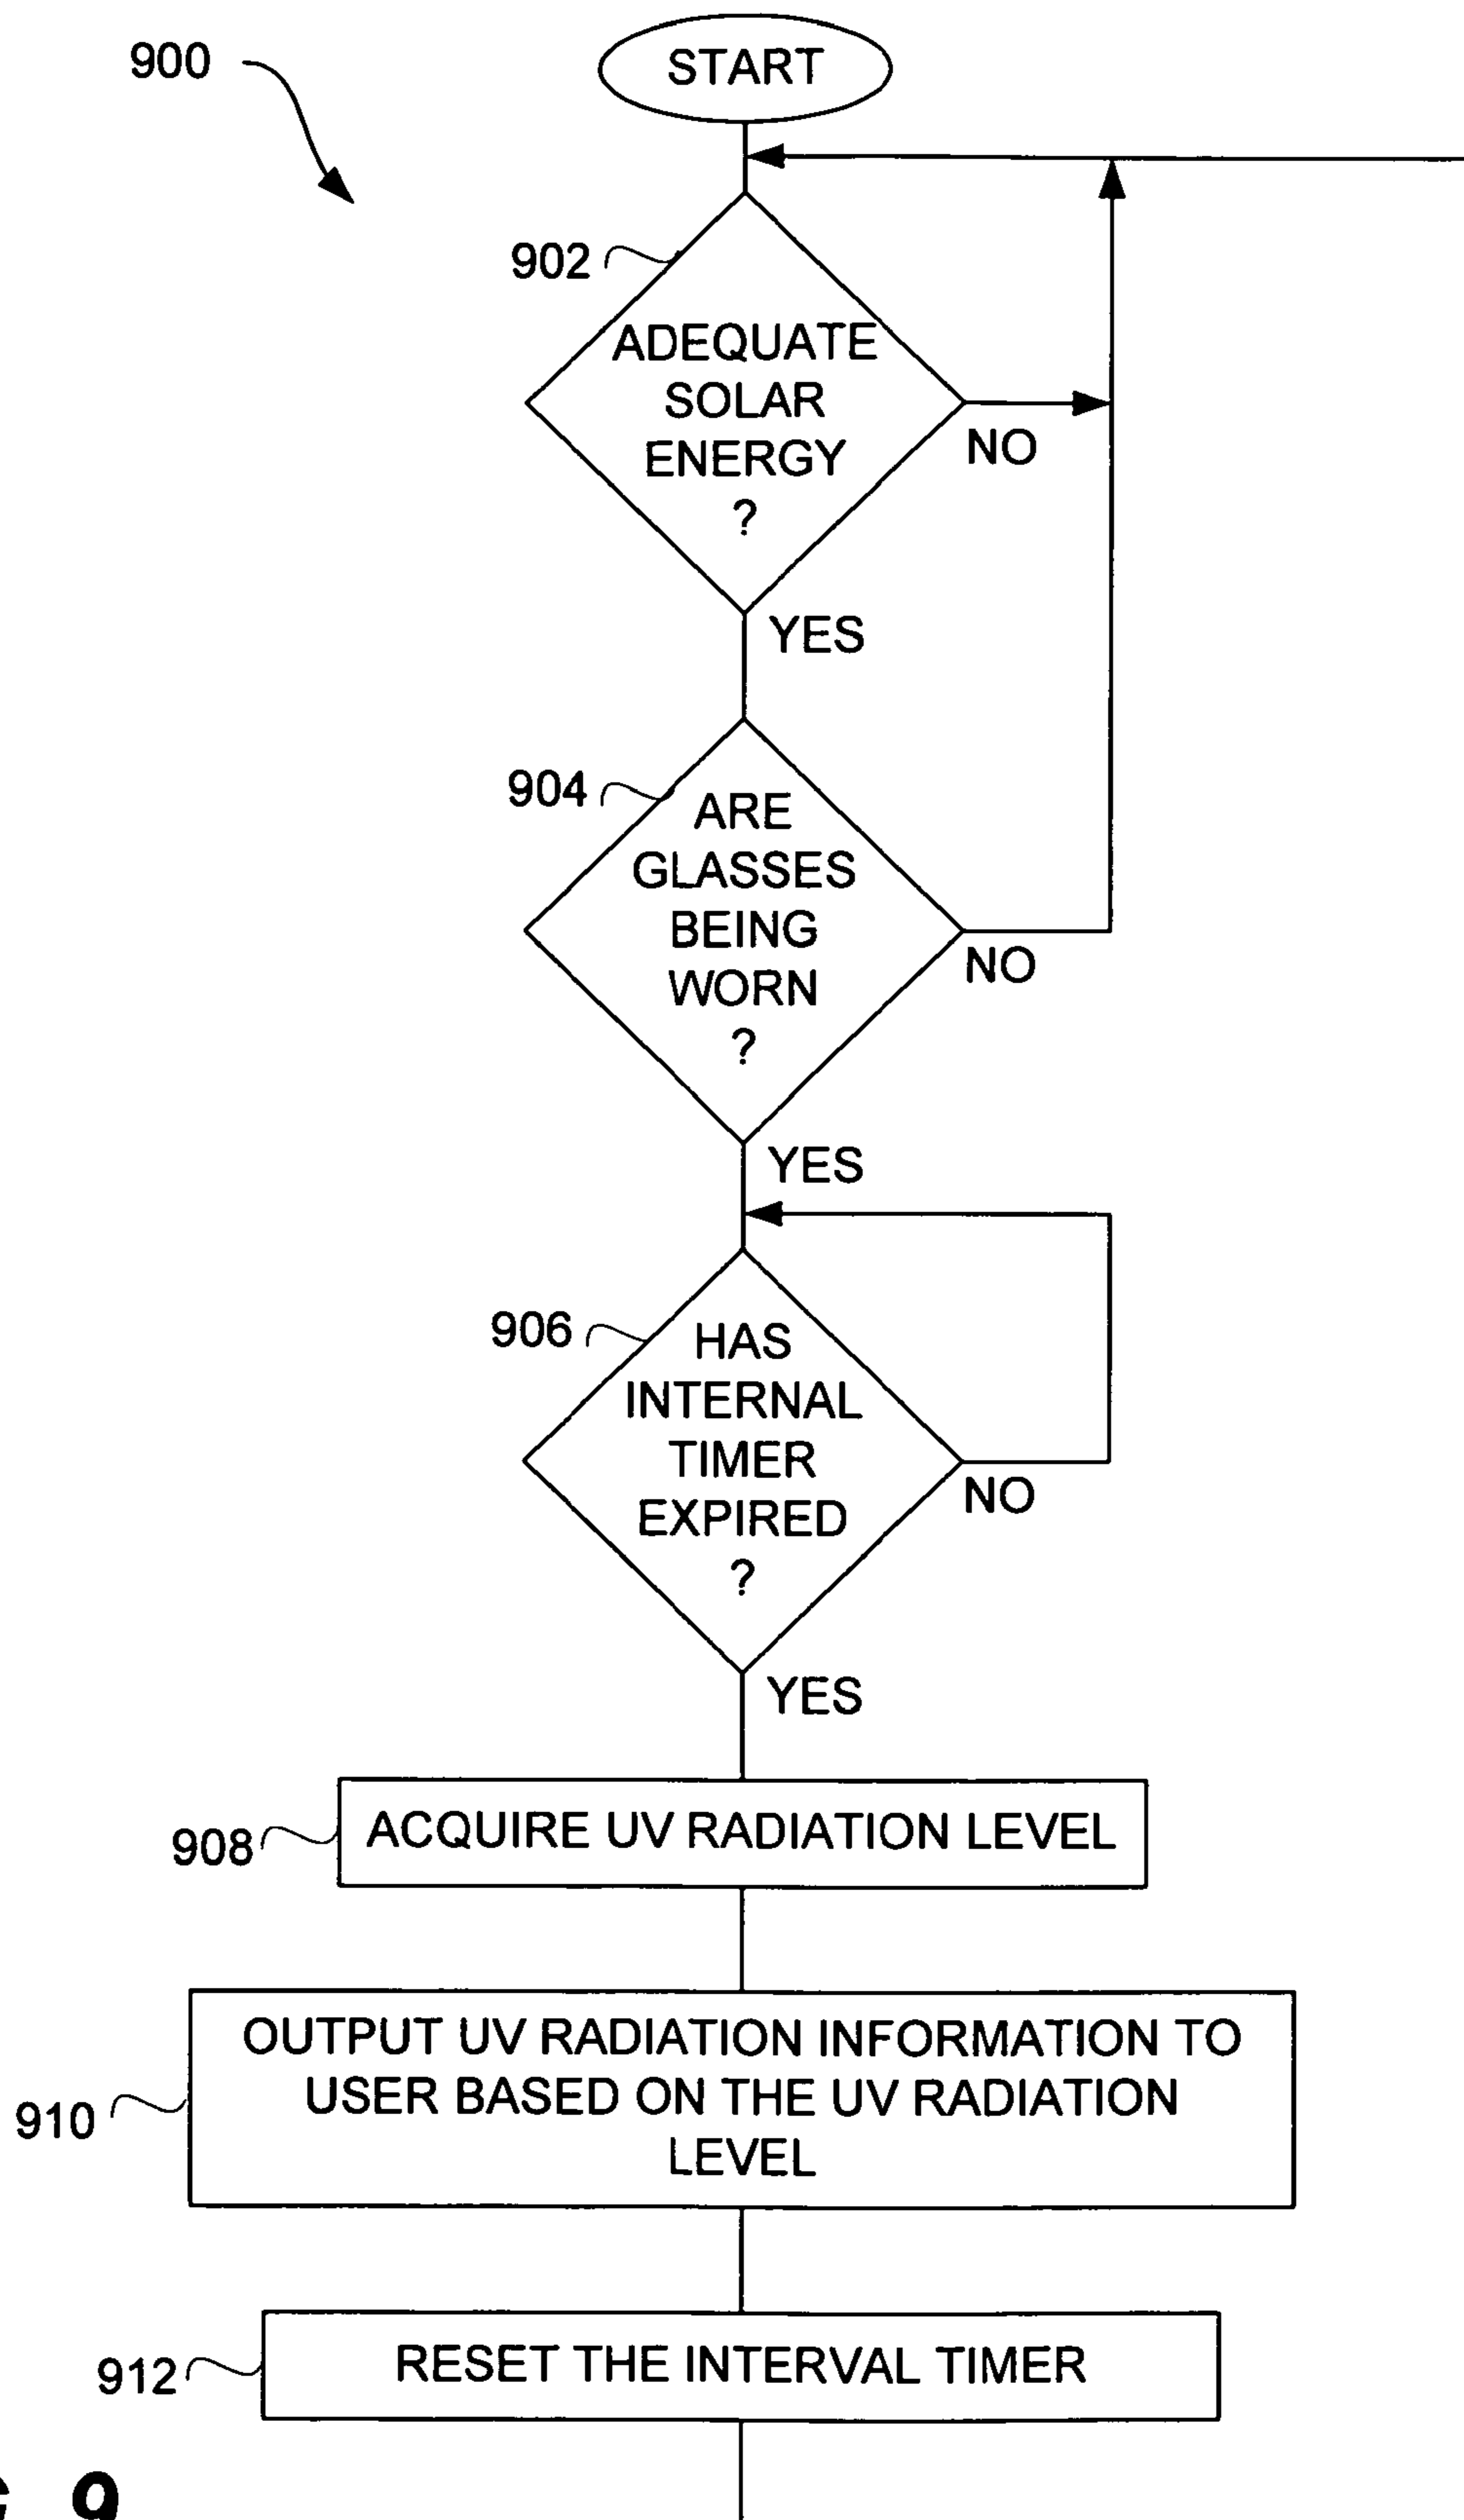 900
START
902
ADEQUATE
SOLAR
ENERGY
?
NO
YES
904
ARE
GLASSES
BEING
WORN
?
NO
YES
906
HAS
INTERNAL
TIMER
EXPIRED
?
NO
YES
908
ACQUIRE UV RADIATION LEVEL
OUTPUT UV RADIATION INFORMATION TO
USER BASED ON THE UV RADIATION
LEVEL
910
912
RESET THE INTERVAL TIMER
9